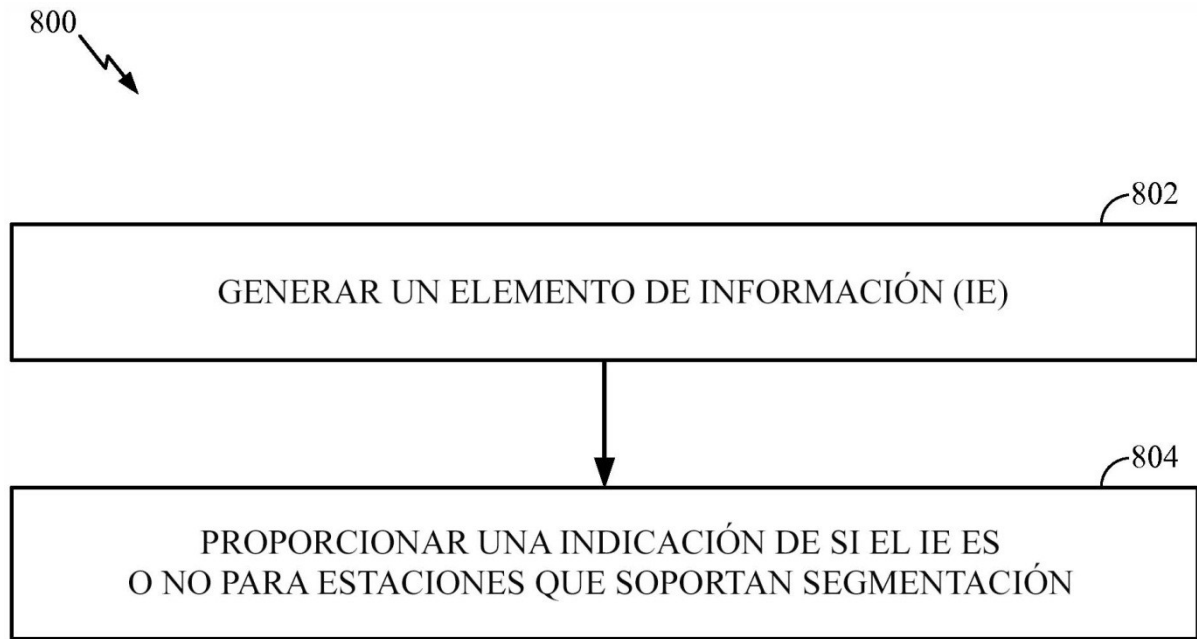 800
802
GENERAR UN ELEMENTO DE INFORMACIÓN (IE)
804
PROPORCIONAR UNA INDICACIÓN DE SI EL IE ES
O NO PARA ESTACIONES QUE SOPORTAN SEGMENTACIÓN